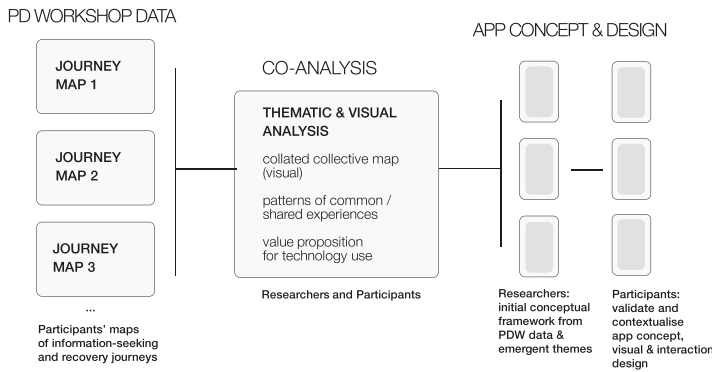 PD WORKSHOP DATA
JOURNEY
MAP 1
JOURNEY
MAP 2
JOURNEY
MAP 3
...
Participants' maps
of information-seeking
and recovery journeys
CO-ANALYSIS
THEMATIC & VISUAL
ANALYSIS
collated collective map
(visual)
patterns of common /
shared experiences
value proposition
for technology use
Researchers and Participants
APP CONCEPT & DESIGN
Researchers:
initial conceptual
framework from
PDW data &
emergent themes
Participants:
validate and
contextualise
app concept,
visual & interaction
design